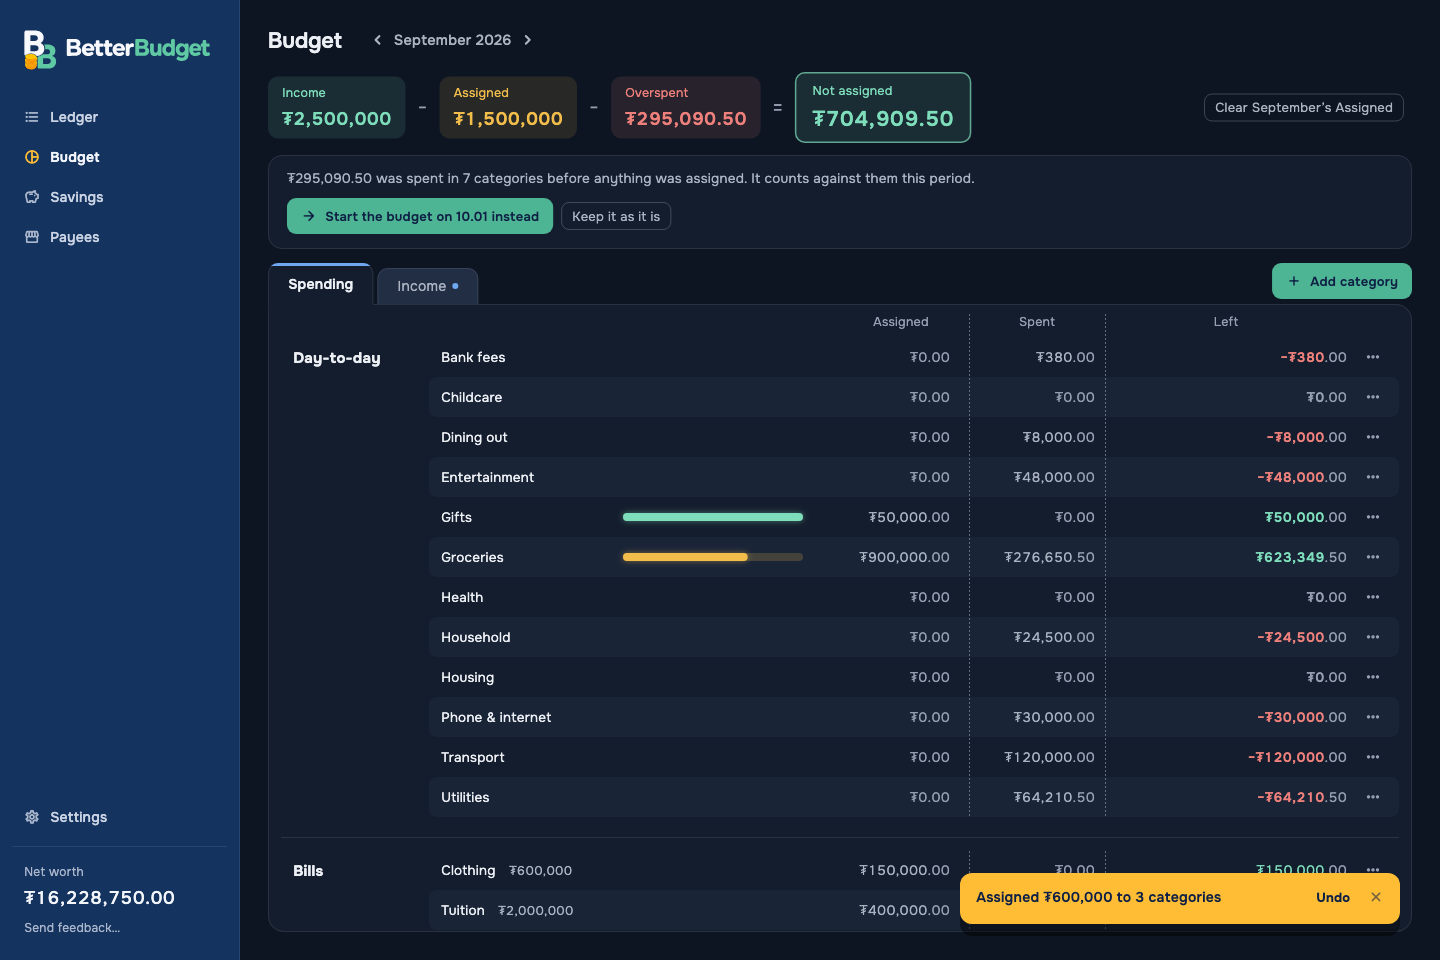 BetterBudget
Ledger
Budget
Savings
Payees
Settings
Net worth
₮16,228,750.00
Send feedback...
Budget
September 2026
Income
₮2,500,000
-
Assigned
₮1,500,000
-
Overspent
₮295,090.50
=
Not assigned
₮704,909.50
Clear September's Assigned
₮295,090.50 was spent in 7 categories before anything was assigned. It counts against them this period.
Start the budget on 10.01 instead
Keep it as it is
Spending
Income
+ Add category
Assigned Spent Left
Day-to-day
Bank fees ₮0.00 ₮380.00 -₮380.00
Childcare ₮0.00 ₮0.00 ₮0.00
Dining out ₮0.00 ₮8,000.00 -₮8,000.00
Entertainment ₮0.00 ₮48,000.00 -₮48,000.00
Gifts ₮50,000.00 ₮0.00 ₮50,000.00
Groceries ₮900,000.00 ₮276,650.50 ₮623,349.50
Health ₮0.00 ₮0.00 ₮0.00
Household ₮0.00 ₮24,500.00 -₮24,500.00
Housing ₮0.00 ₮0.00 ₮0.00
Phone & internet ₮0.00 ₮30,000.00 -₮30,000.00
Transport ₮0.00 ₮120,000.00 -₮120,000.00
Utilities ₮0.00 ₮64,210.50 -₮64,210.50
Bills
Clothing ₮600,000 ₮150,000.00 ₮0.00 ₮150,000.00
Tuition ₮2,000,000 ₮400,000.00
Assigned ₮600,000 to 3 categories
Undo